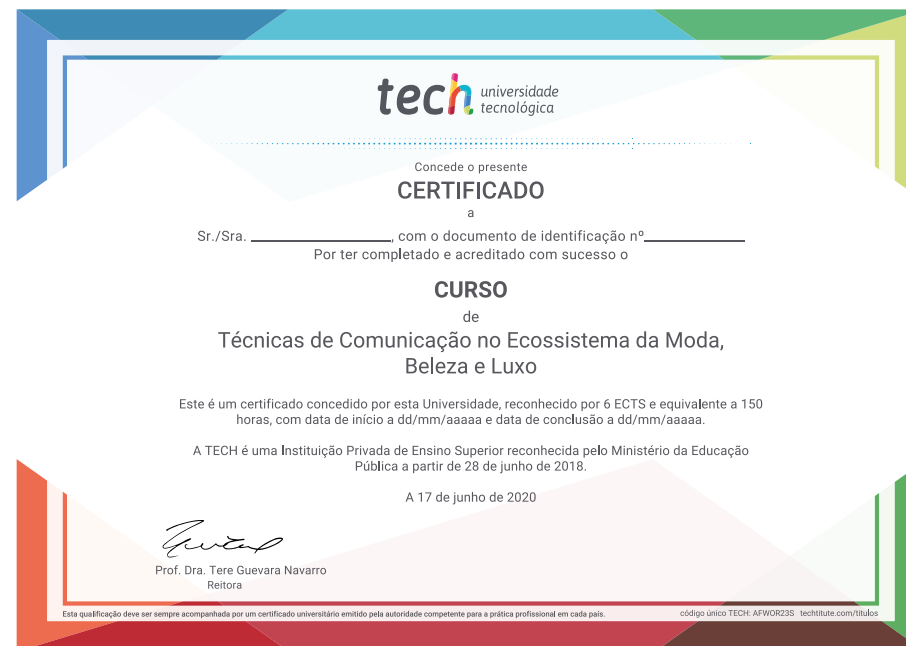 tech universidade
tecnológica
Concede o presente
CERTIFICADO
a
Sr./Sra. ____________________, com o documento de identificação nº______________
Por ter completado e acreditado com sucesso o
CURSO
de
Técnicas de Comunicação no Ecossistema da Moda,
Beleza e Luxo
Este é um certificado concedido por esta Universidade, reconhecido por 6 ECTS e equivalente a 150
horas, com data de início a dd/mm/aaaaa e data de conclusão a dd/mm/aaaaa.
A TECH é uma Instituição Privada de Ensino Superior reconhecida pelo Ministério da Educação
Pública a partir de 28 de junho de 2018.
A 17 de junho de 2020
Prof. Dra. Tere Guevara Navarro
Reitora
Esta qualificação deve ser sempre acompanhada por um certificado universitário emitido pela autoridade competente para a prática profissional em cada país.
código único TECH: AFWOR23S techtitute.com/titulos